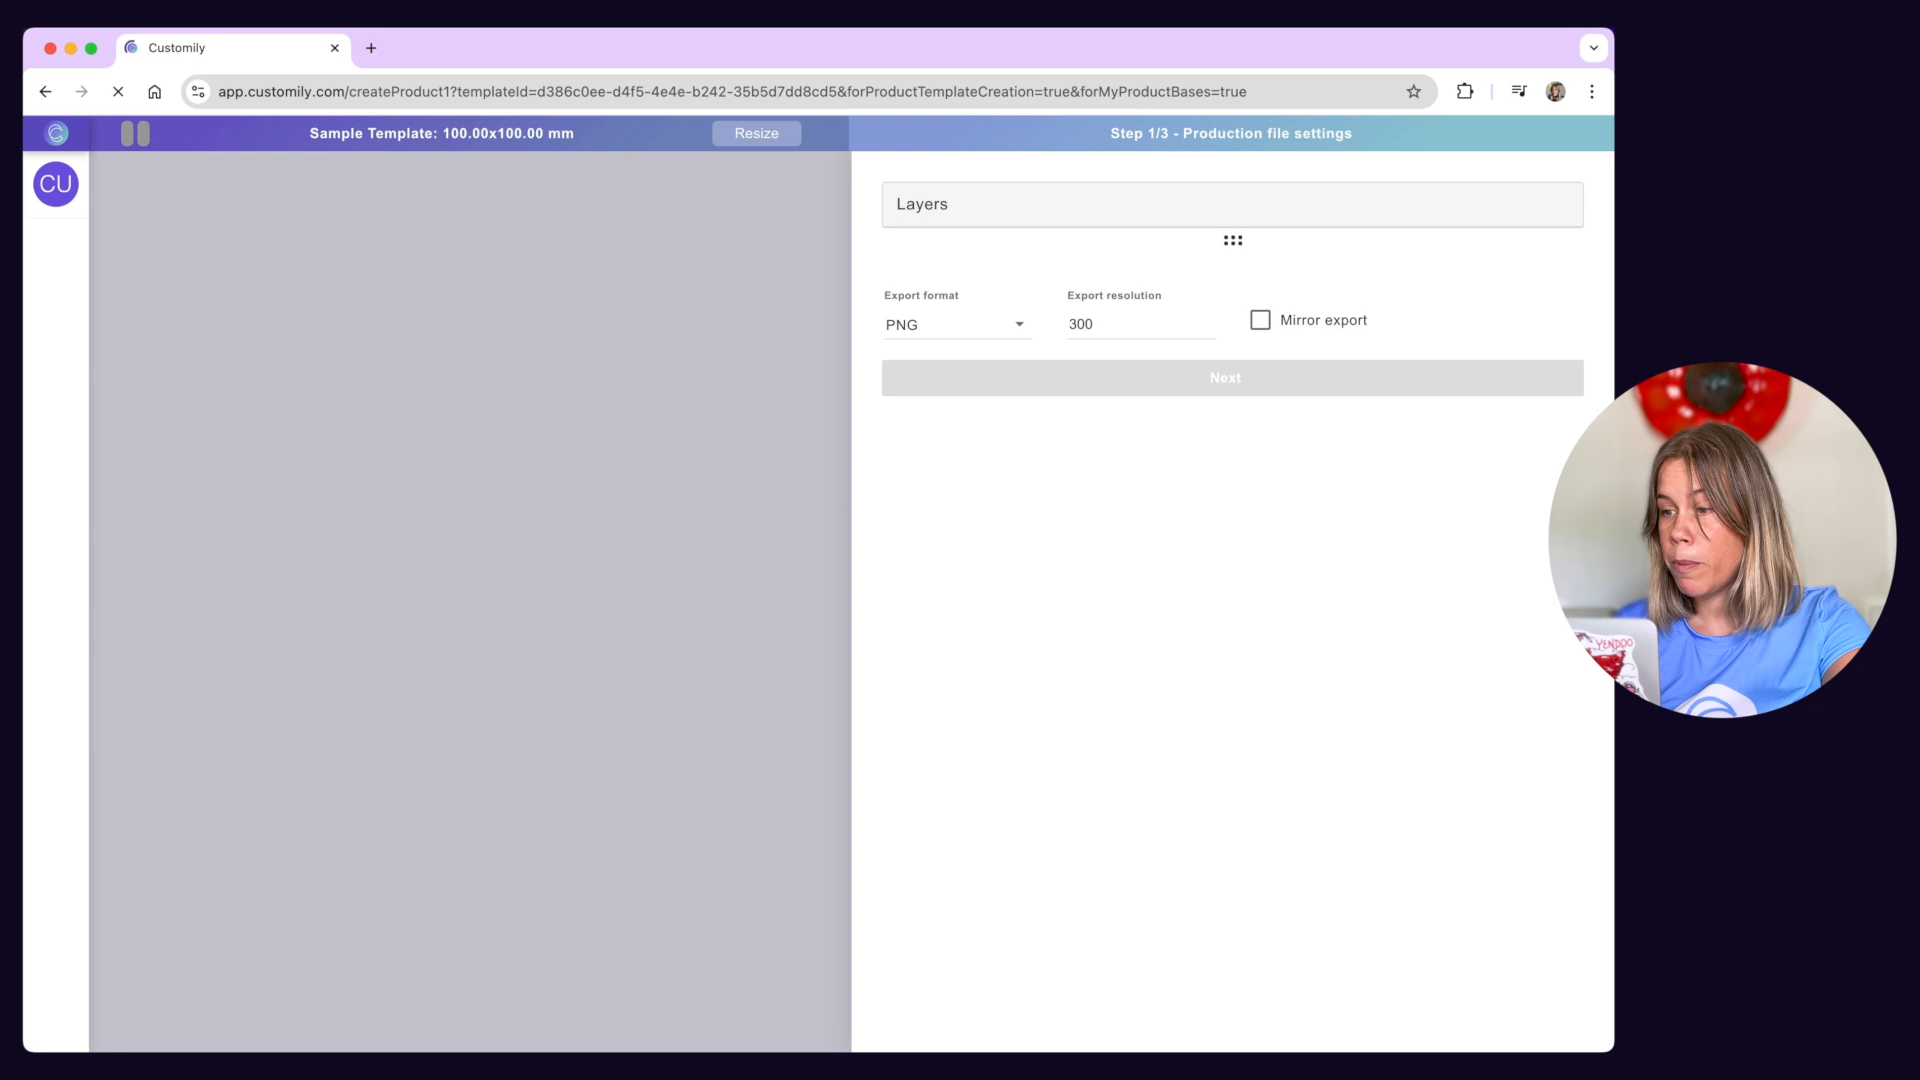 Customily
app.customily.com/createProduct1?templateId=d386c0ee-d4f5-4e4e-b242-35b5d7dd8cd5&forProductTemplateCreation=true&forMyProductBases=true
Sample Template: 100.00x100.00 mm
Resize
Step 1/3 - Production file settings
CU
Layers
Export format
Export resolution
PNG
300
Mirror export
Next
YENDOO